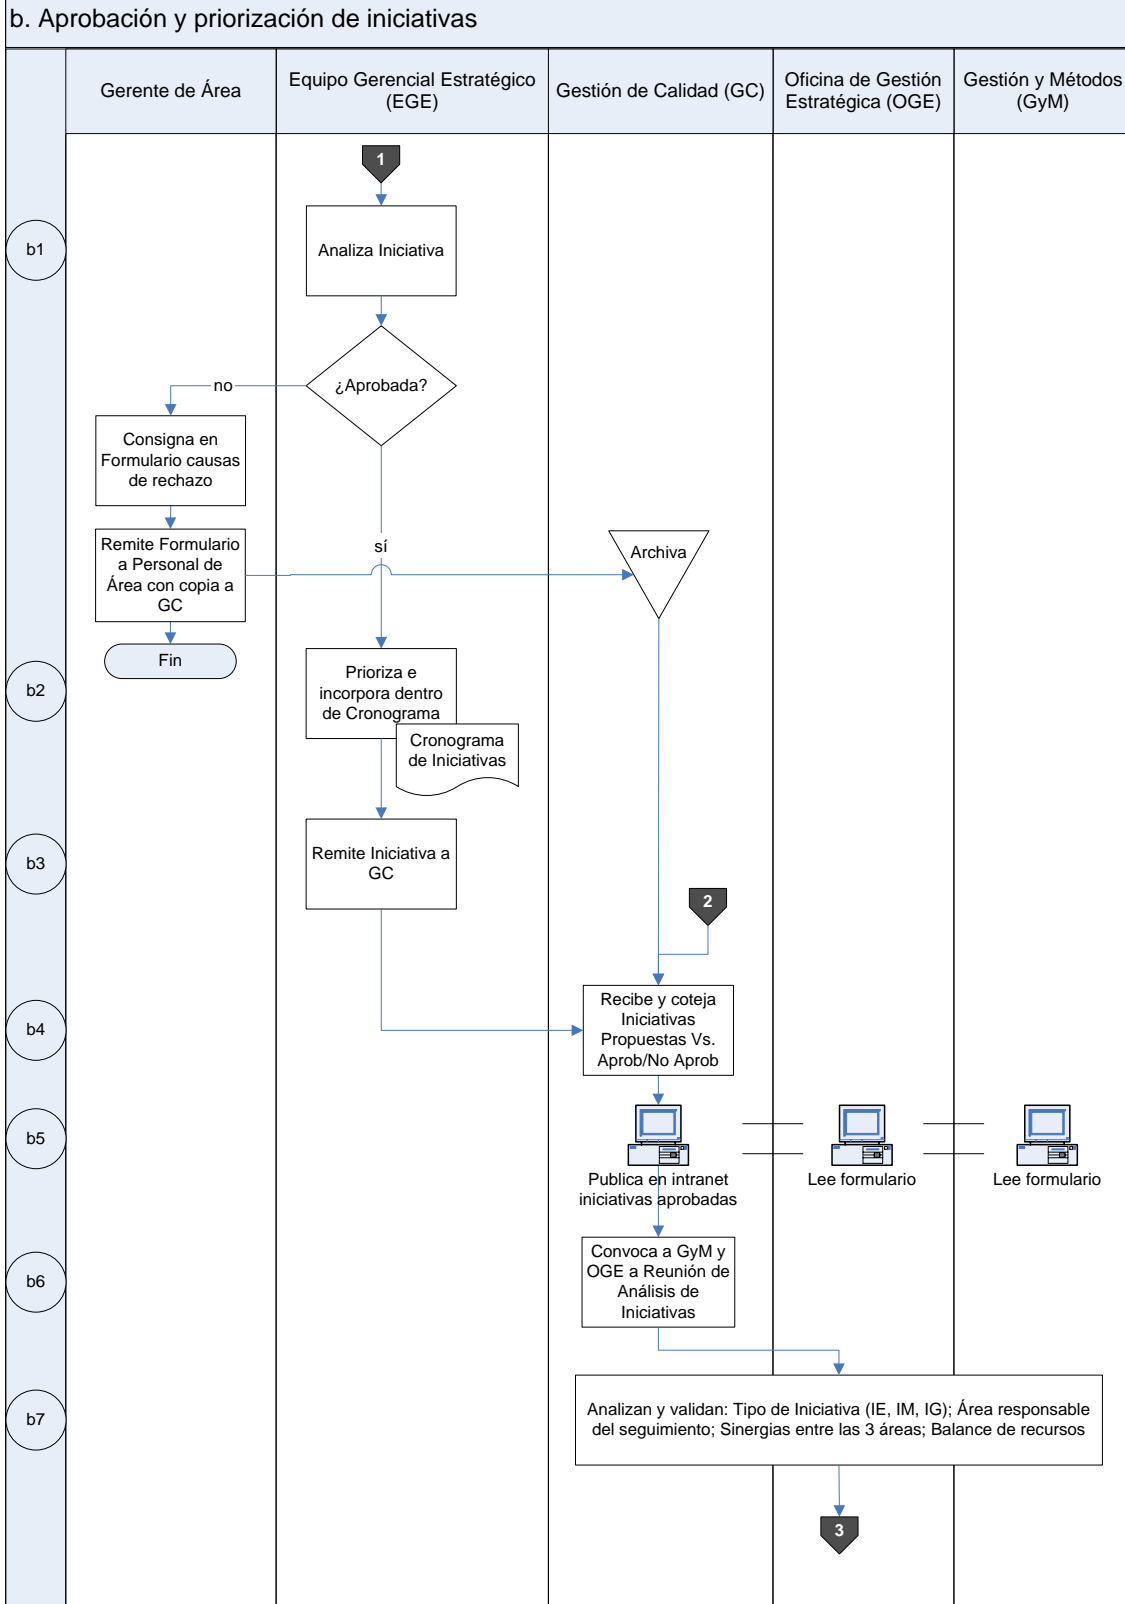 b. Aprobación y priorización de iniciativas
Gerente de Área
Equipo Gerencial Estratégico
(EGE)
Gestión de Calidad (GC)
Oficina de Gestión
Estratégica (OGE)
Gestión y Métodos
(GyM)
1
b1
Analiza Iniciativa
¿Aprobada?
no
Consigna en
Formulario causas
de rechazo
Remite Formulario
a Personal de
Área con copia a
GC
sí
Archiva
Fin
b2
Prioriza e
incorpora dentro
de Cronograma
Cronograma
de Iniciativas
b3
Remite Iniciativa a
GC
2
b4
Recibe y coteja
Iniciativas
Propuestas Vs.
Aprob/No Aprob
b5
Publica en intranet
iniciativas aprobadas
Lee formulario
Lee formulario
b6
Convoca a GyM y
OGE a Reunión de
Análisis de
Iniciativas
b7
Analizan y validan: Tipo de Iniciativa (IE, IM, IG); Área responsable
del seguimiento; Sinergias entre las 3 áreas; Balance de recursos
3